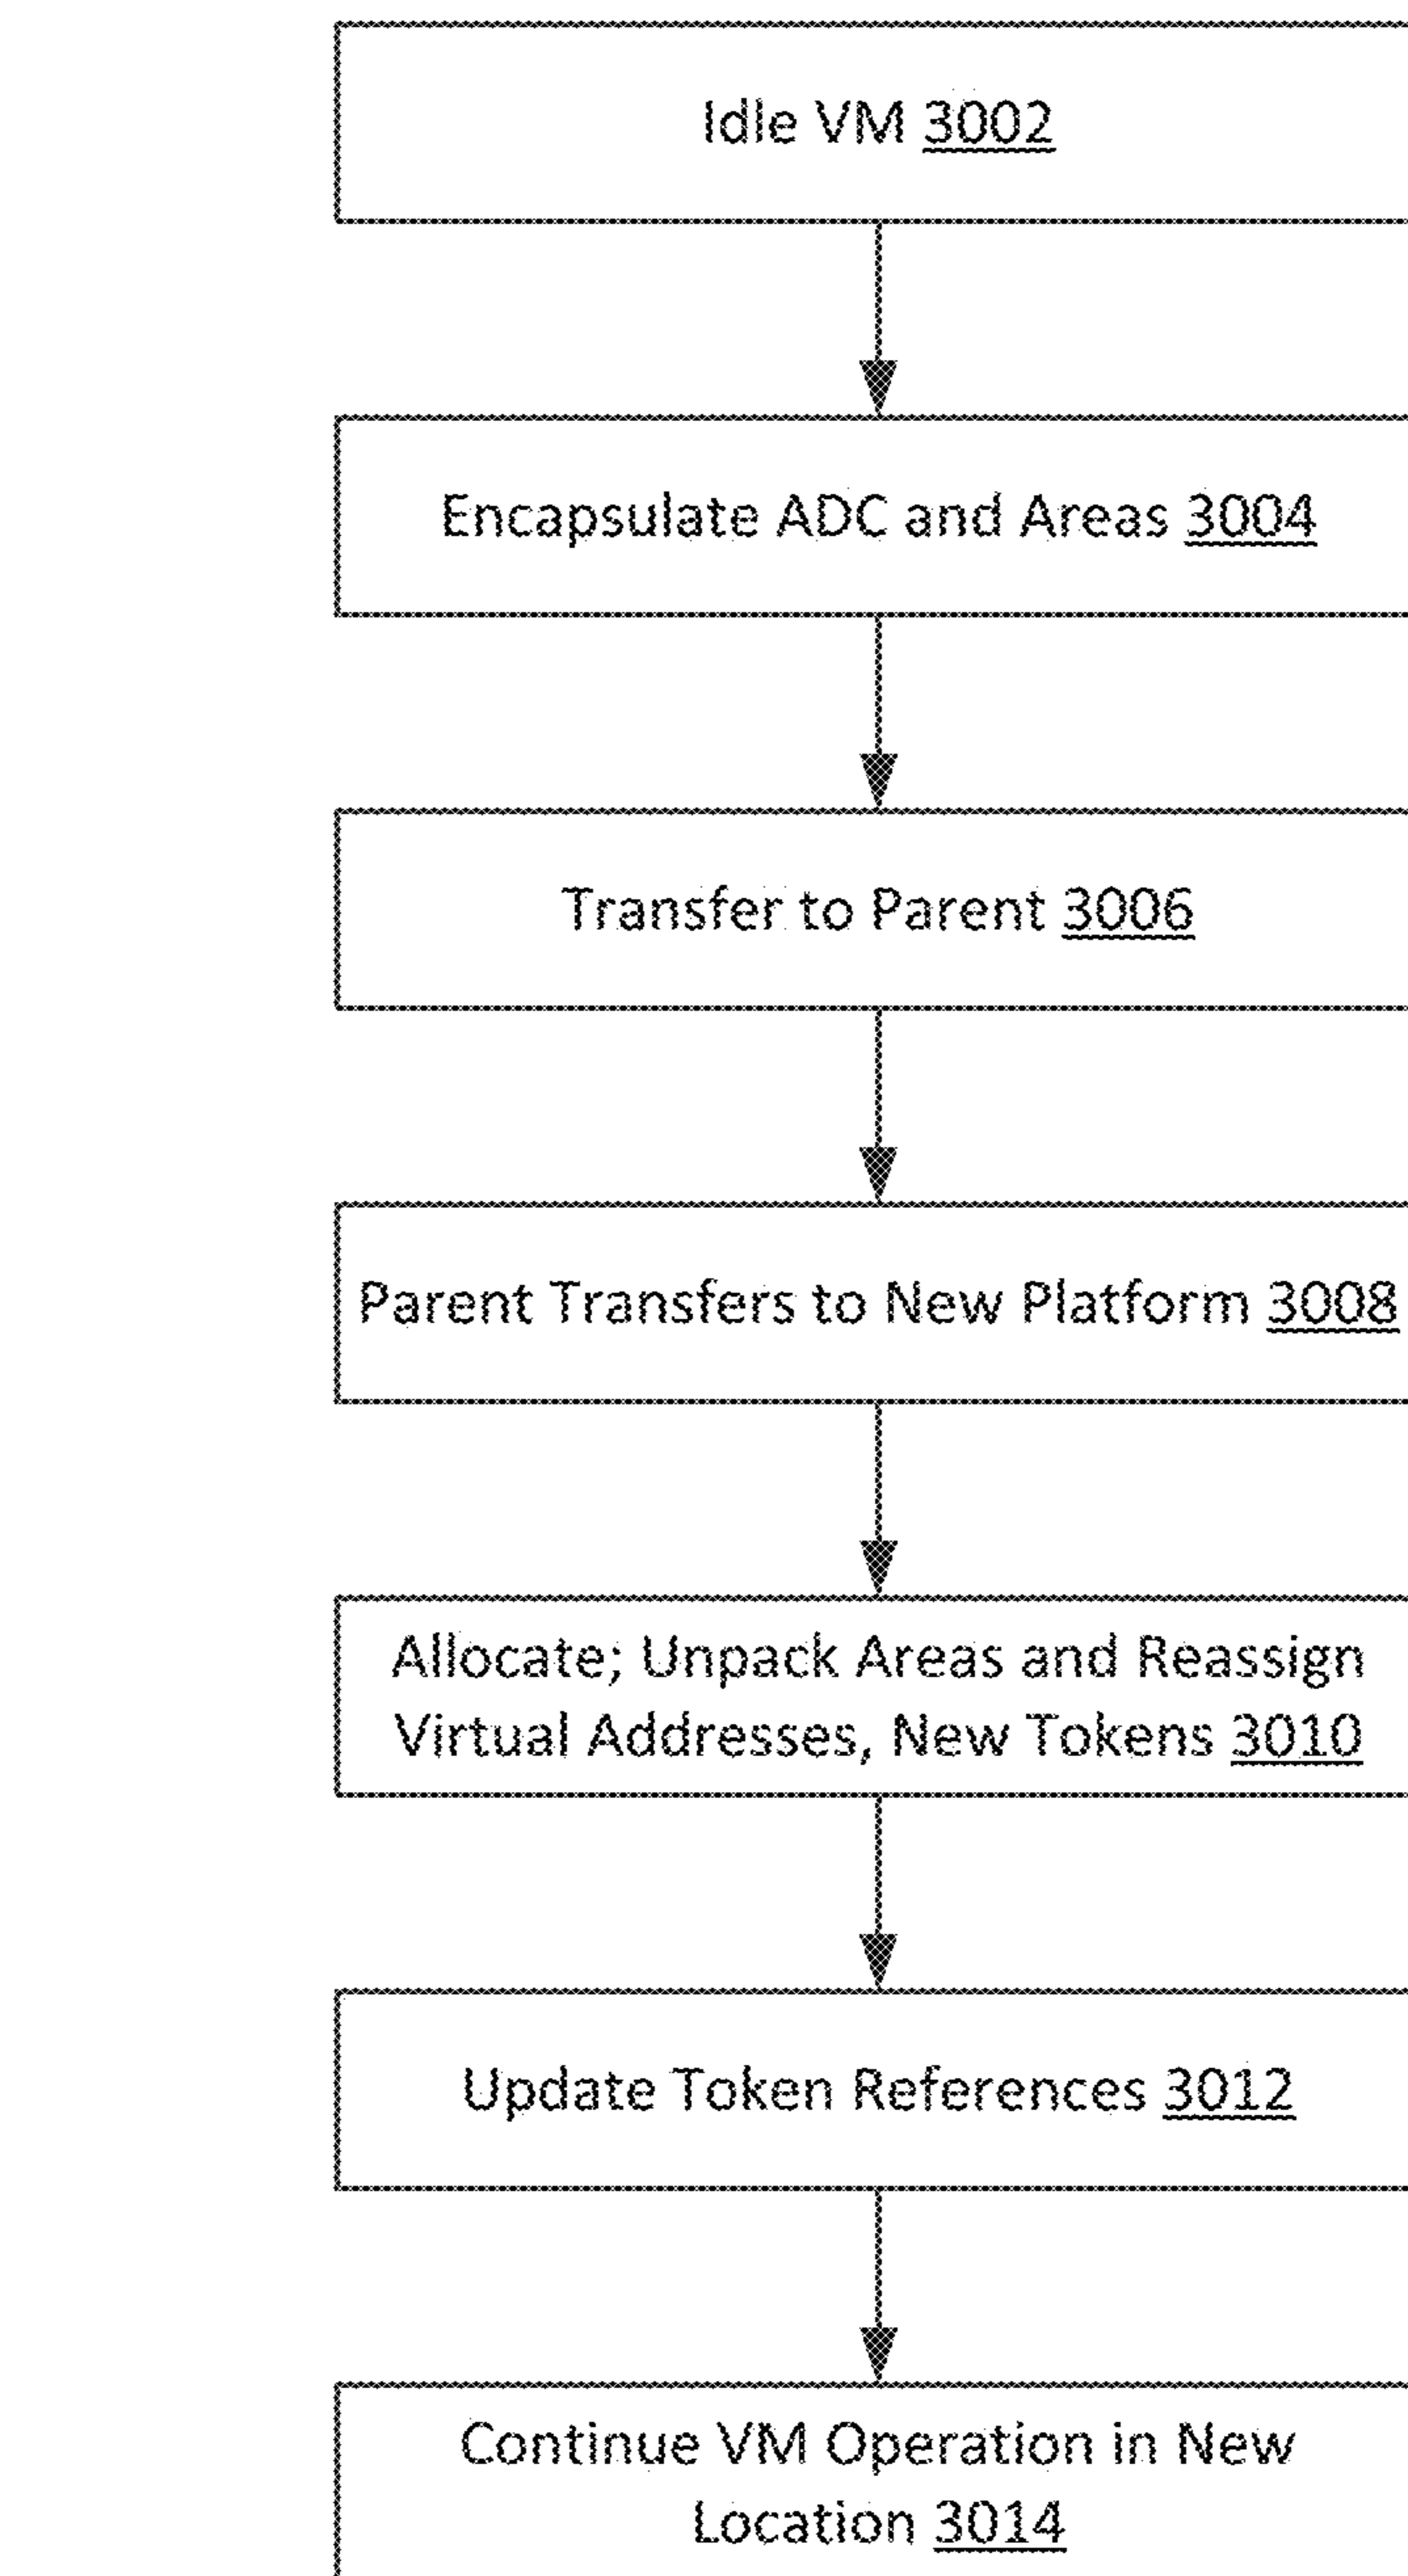 Idle VM 3002
Encapsulate ADC and Areas 3004
Transfer to Parent 3006
Parent Transfers to New Platform 3008
Allocate; Unpack Areas and Reassign
Virtual Addresses, New Tokens 3010
Update Token References 3012
Continue VM Operation in New
Location 3014